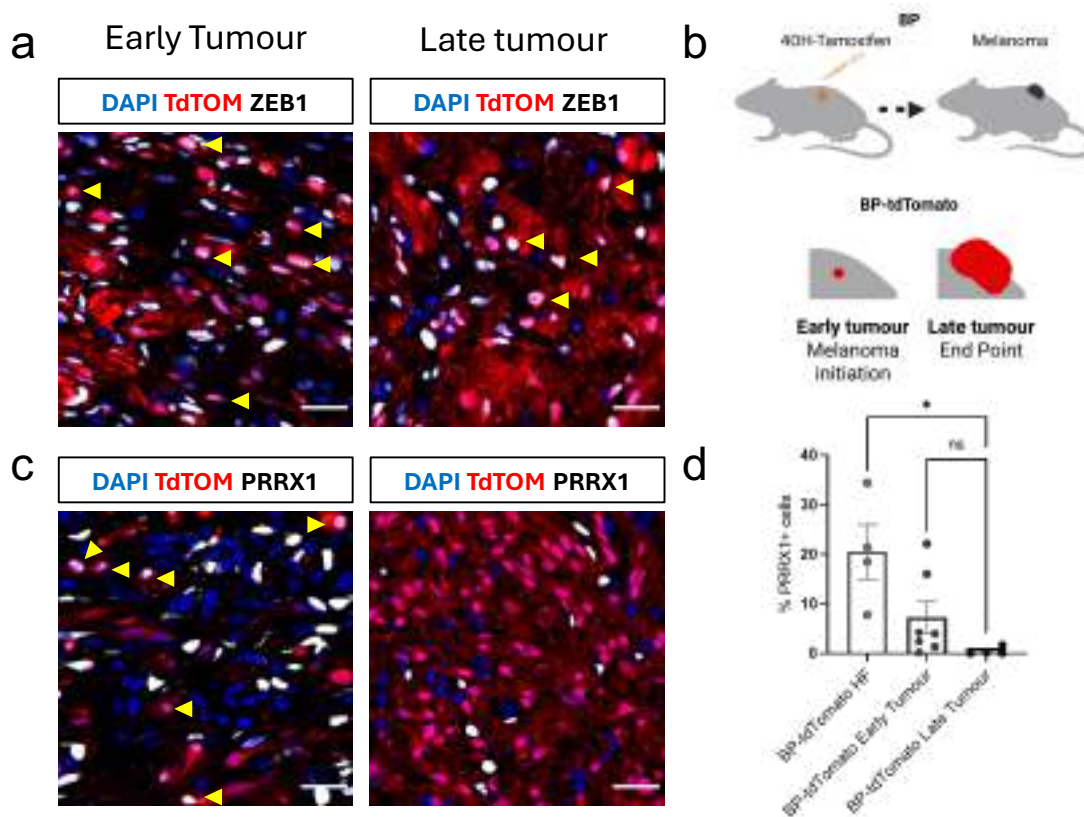 a
Early Tumour
Late tumour
DAPI TdTOM ZEB1
DAPI TdTOM ZEB1
b
BP
4OH-Tamoxifen
Melanoma
BP-tdTomato
Early tumour
Melanoma
initiation
Late tumour
End Point
c
DAPI TdTOM PRRX1
DAPI TdTOM PRRX1
d
*
ns
% PRRX1+ cells
40
30
20
10
0
BP-tdTomato HF
BP-tdTomato Early Tumour
BP-tdTomato Late Tumour